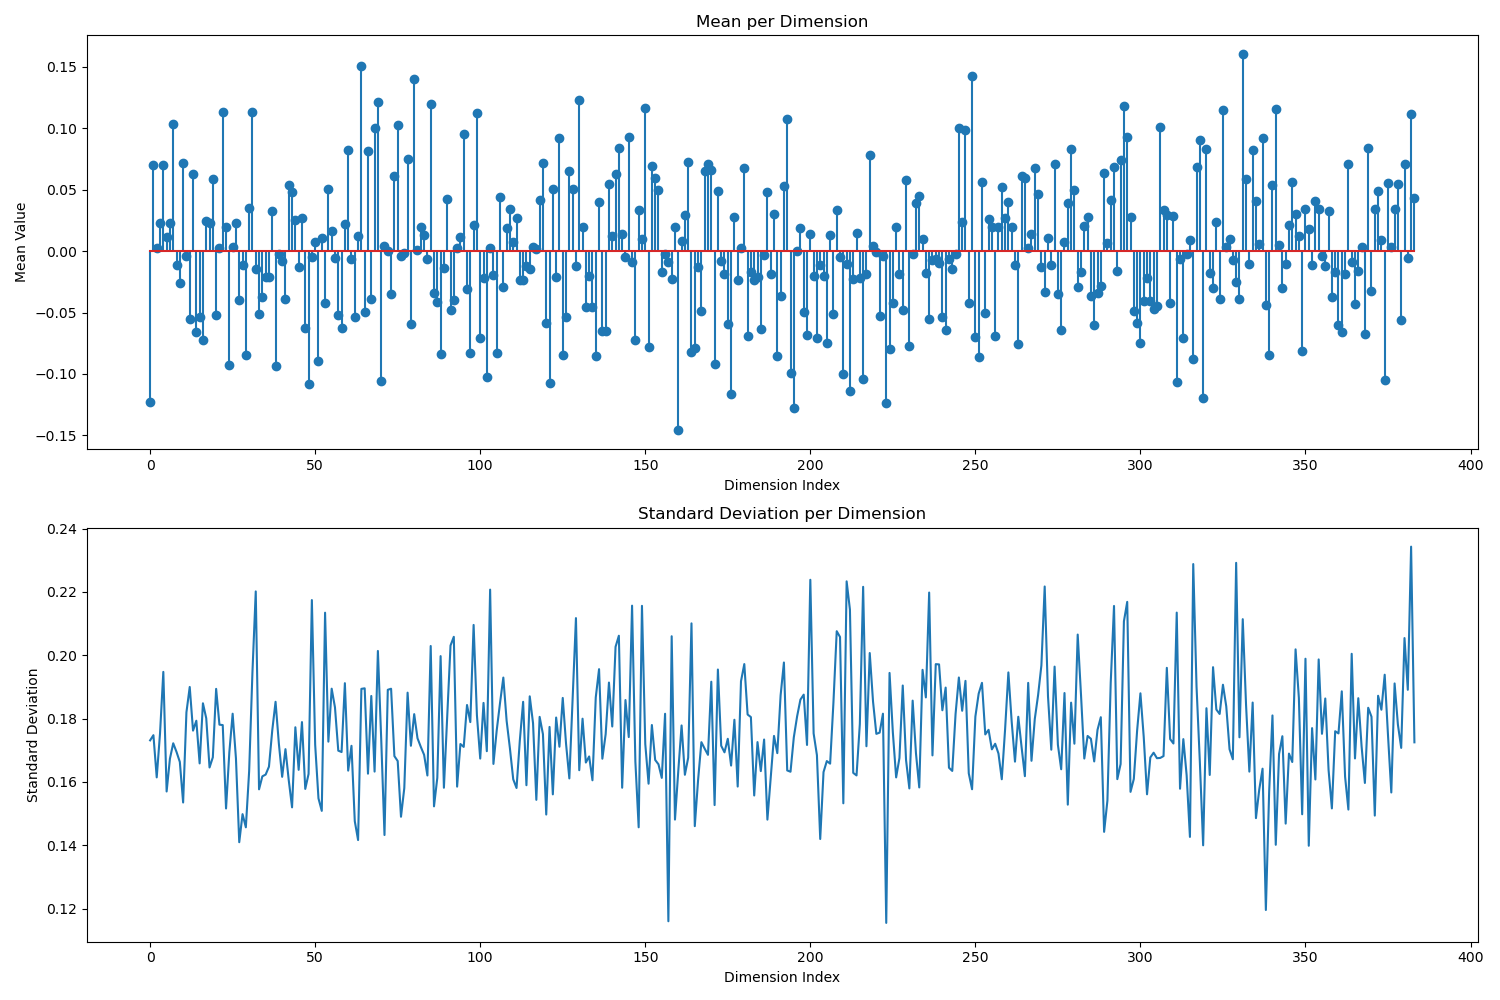 Mean per Dimension
0.15
0.10
0.05
0.00
−0.05
−0.10
−0.15
Mean Value
0 50 100 150 200 250 300 350 400
Dimension Index
Standard Deviation per Dimension
0.24
0.22
0.20
0.18
0.16
0.14
0.12
Standard Deviation
0 50 100 150 200 250 300 350 400
Dimension Index